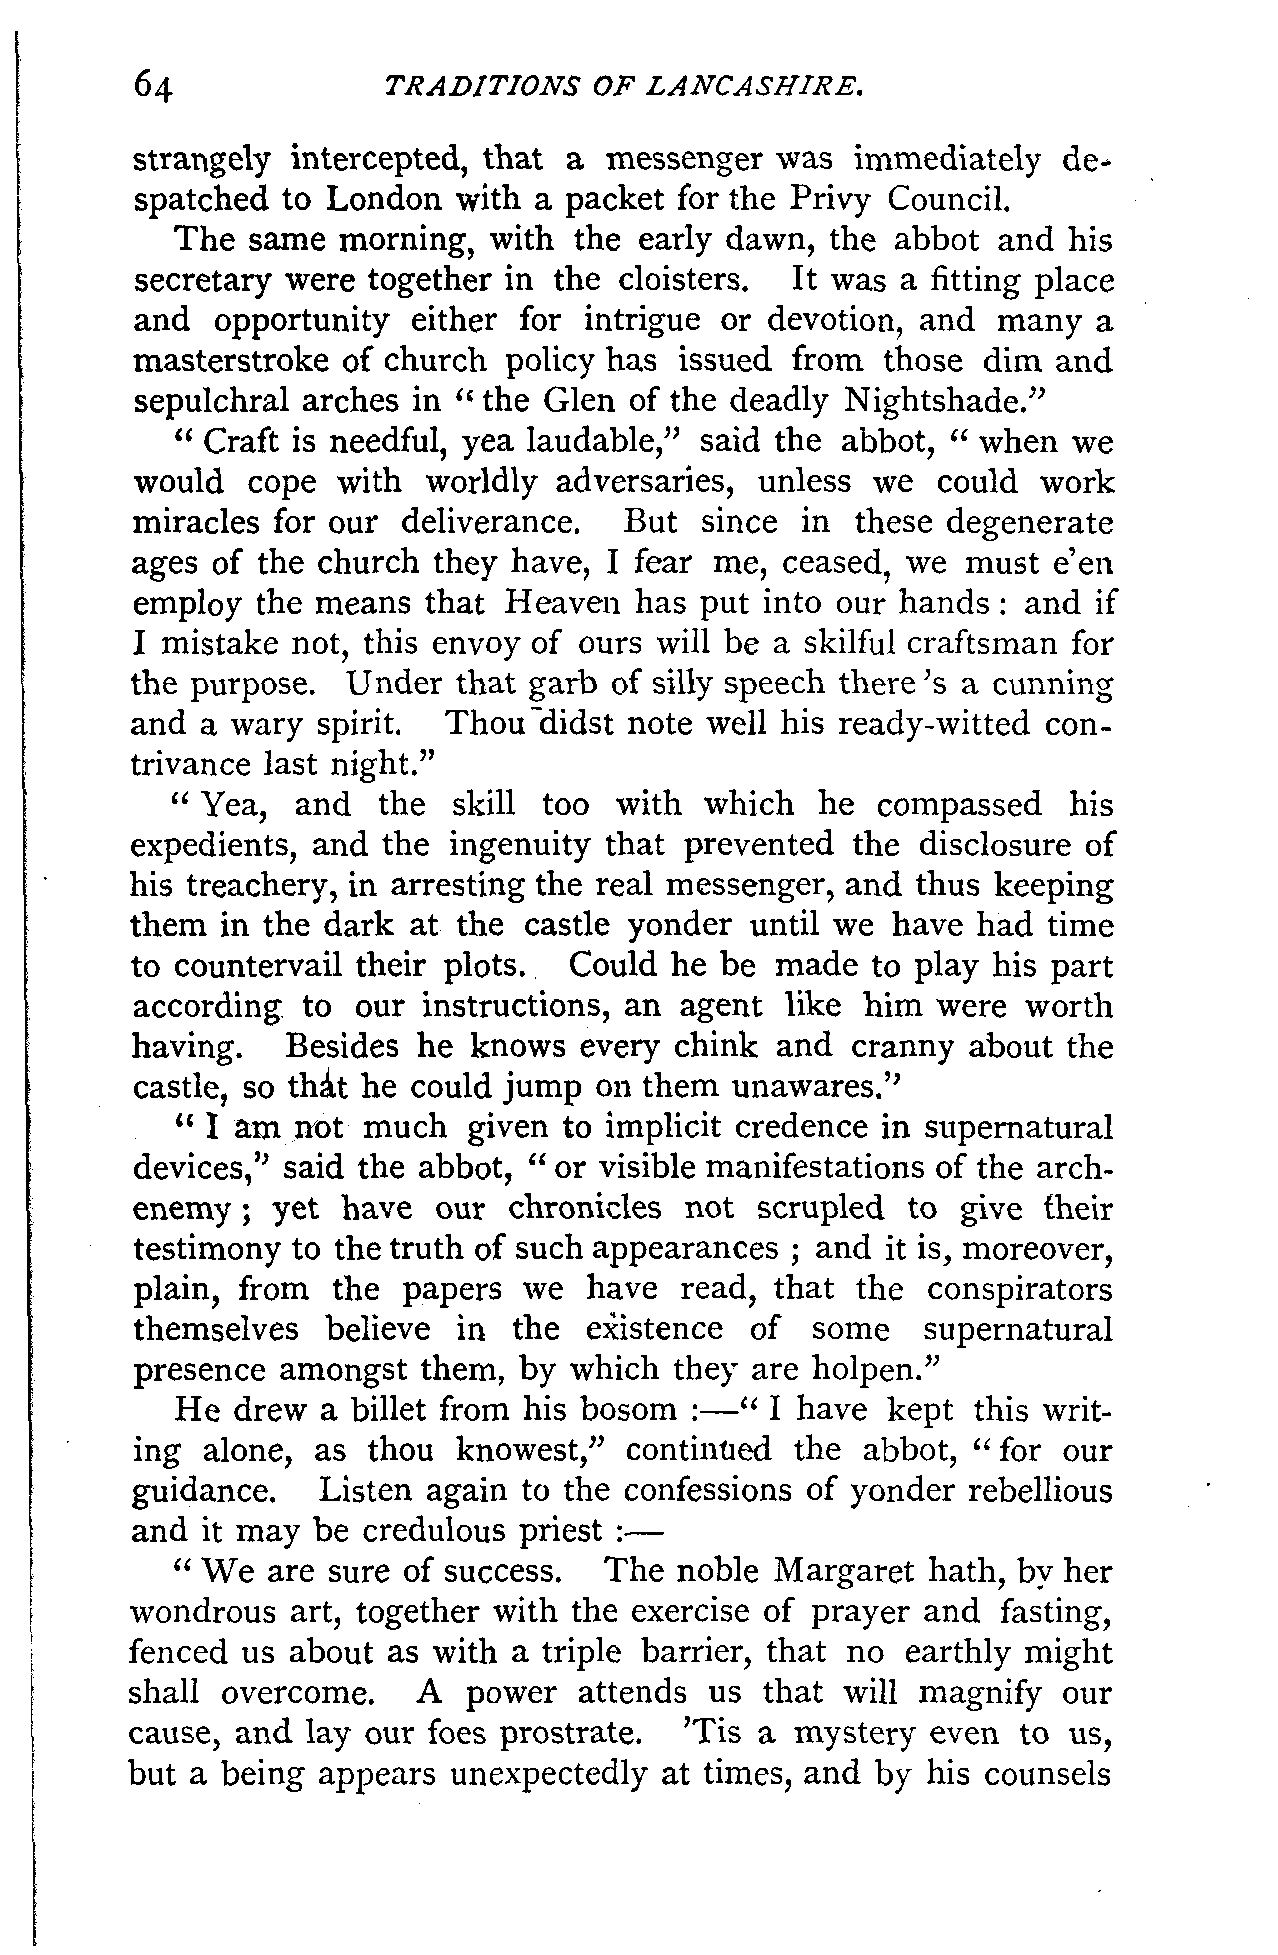 64 TRADITIONS OF LANCASHIRE.
strangely intercepted, that a messenger was immediately de-
spatched to London with a packet for the Privy Council.
The same morning, with the early dawn, the abbot and his
secretary were together in the cloisters. It was a fitting place
and opportunity either for intrigue or devotion, and many a
masterstroke of church policy has issued from those dim and
sepulchral arches in “ the Glen of the deadly Nightshade.”
“ Craft is needful, yea laudable,” said the abbot, “ when we
would cope with worldly adversaries, unless we could work
miracles for our deliverance. But since in these degenerate
ages of the church they have, I fear me, ceased, we must e’en
employ the means that Heaven has put into our hands : and if
I mistake not, this envoy of ours will be a skilful craftsman for
the purpose. Under that garb of silly speech there ’s a cunning
and a wary spirit. Thou didst note well his ready-witted con-
trivance last night.”
“ Yea, and the skill too with which he compassed his
expedients, and the ingenuity that prevented the disclosure of
his treachery, in arresting the real messenger, and thus keeping
them in the dark at the castle yonder until we have had time
to countervail their plots. Could he be made to play his part
according to our instructions, an agent like him were worth
having. Besides he knows every chink and cranny about the
castle, so that he could jump on them unawares.”
“ I am not much given to implicit credence in supernatural
devices,” said the abbot, “ or visible manifestations of the arch-
enemy ; yet have our chronicles not scrupled to give their
testimony to the truth of such appearances ; and it is, moreover,
plain, from the papers we have read, that the conspirators
themselves believe in the existence of some supernatural
presence amongst them, by which they are holpen.”
He drew a billet from his bosom :—“ I have kept this writ-
ing alone, as thou knowest,” continued the abbot, “ for our
guidance. Listen again to the confessions of yonder rebellious
and it may be credulous priest :—
“ We are sure of success. The noble Margaret hath, by her
wondrous art, together with the exercise of prayer and fasting,
fenced us about as with a triple barrier, that no earthly might
shall overcome. A power attends us that will magnify our
cause, and lay our foes prostrate. ’Tis a mystery even to us,
but a being appears unexpectedly at times, and by his counsels